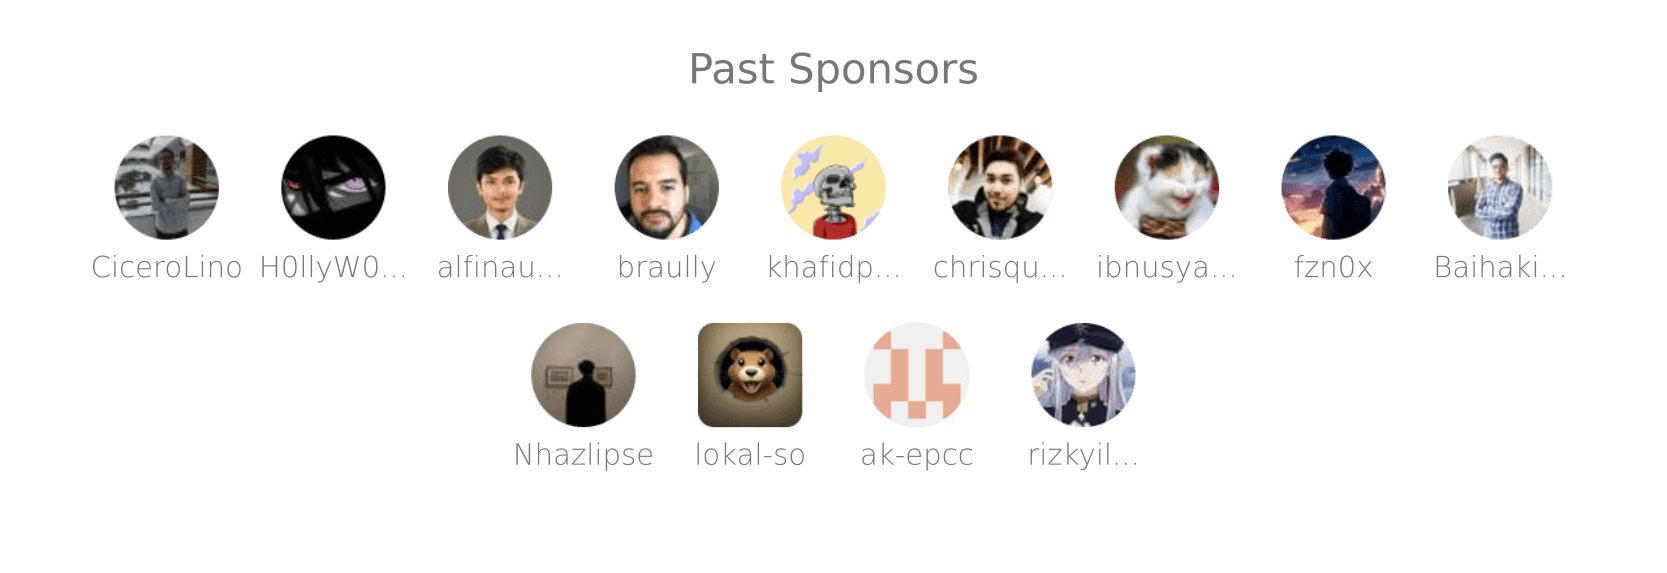 Past Sponsors
CiceroLino H0llyW0... alfinau... braully khafidp... chrisqu... ibnusya... fzn0x Baihaki...
Nhazlipse lokal-so ak-epcc rizkyil...